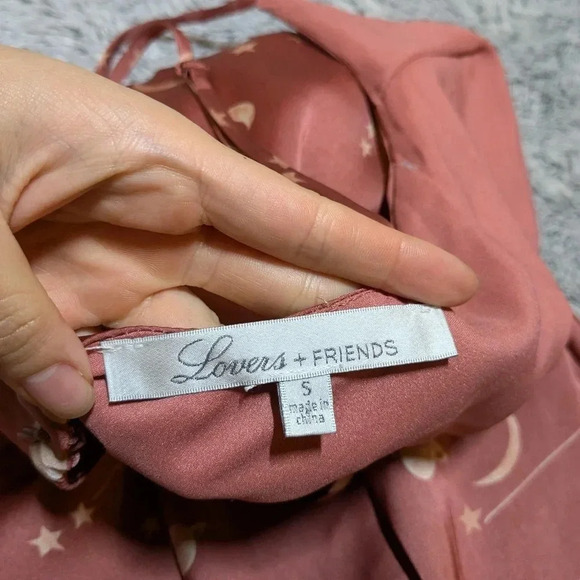 Lovers + FRIENDS
S
made in
china